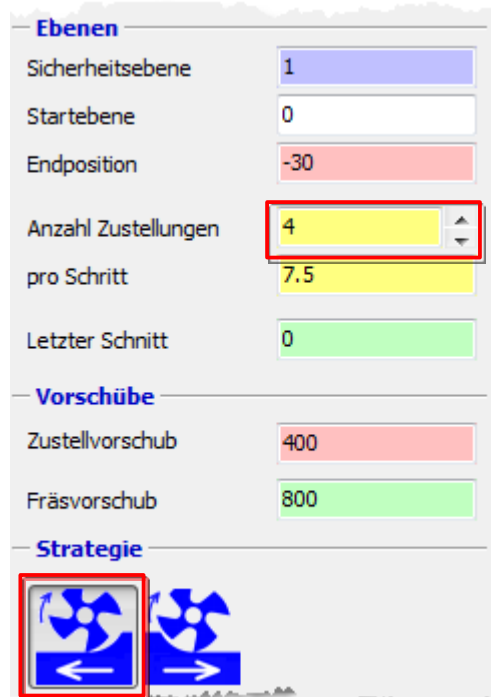 Ebenen
Sicherheitsebene 1
Startebene 0
Endposition -30
Anzahl Zustellungen 4
pro Schritt 7.5
Letzter Schnitt 0
Vorschübe
Zustellvorschub 400
Fräsvorschub 800
Strategie